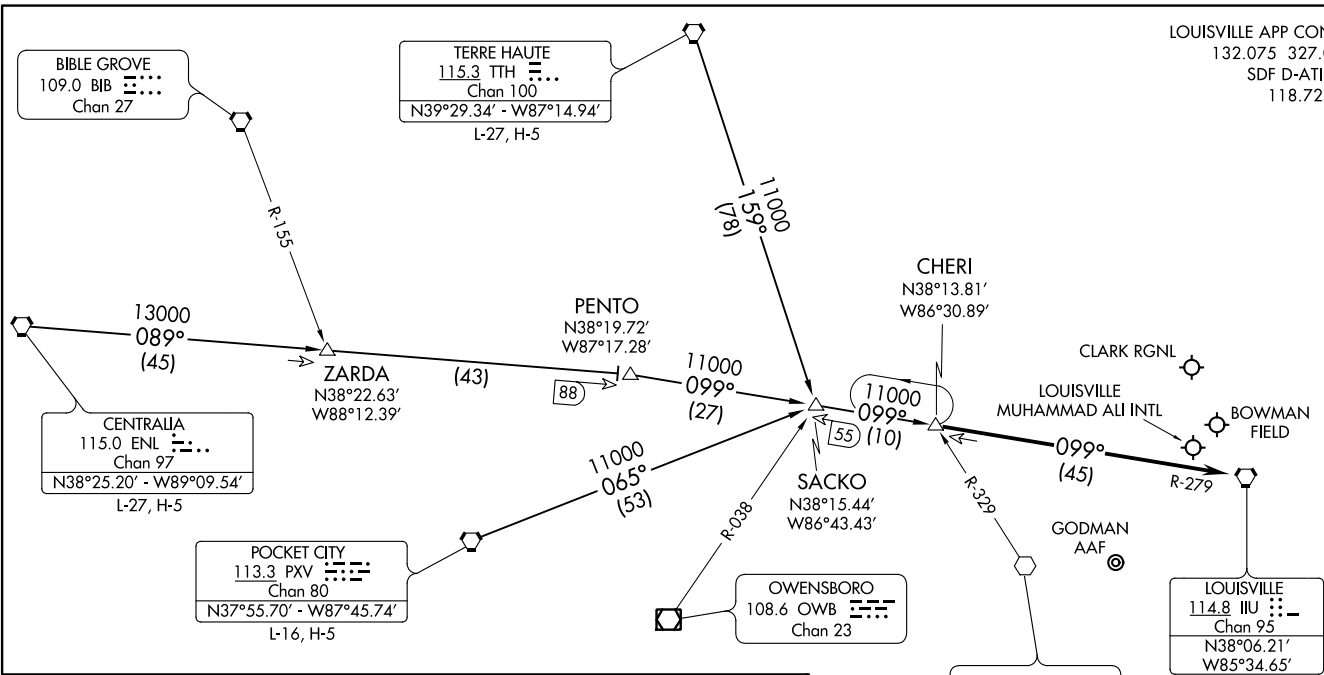 LOUISVILLE APP CON
132.075 327.
SDF D-ATI
118.72
BIBLE GROVE
109.0 BIB
Chan 27
TERRE HAUTE
115.3 TTH
Chan 100
N39°29.34' - W87°14.94'
L-27, H-5
R-155
11000
159°
(78)
CHERI
N38°13.81'
W86°30.89'
PENTO
N38°19.72'
W87°17.28'
13000
089°
(45)
ZARDA
N38°22.63'
W88°12.39'
(43)
88
11000
099°
(27)
11000
099°
(10)
55
CLARK RGNL
LOUISVILLE
MUHAMMAD ALI INTL
BOWMAN
FIELD
099°
(45)
R-279
CENTRALIA
115.0 ENL
Chan 97
N38°25.20' - W89°09.54'
L-27, H-5
11000
065°
(53)
SACKO
N38°15.44'
W86°43.43'
R-038
R-329
GODMAN
AAF
POCKET CITY
113.3 PXV
Chan 80
N37°55.70' - W87°45.74'
L-16, H-5
OWENSBORO
108.6 OWB
Chan 23
LOUISVILLE
114.8 IIU
Chan 95
N38°06.21'
W85°34.65'